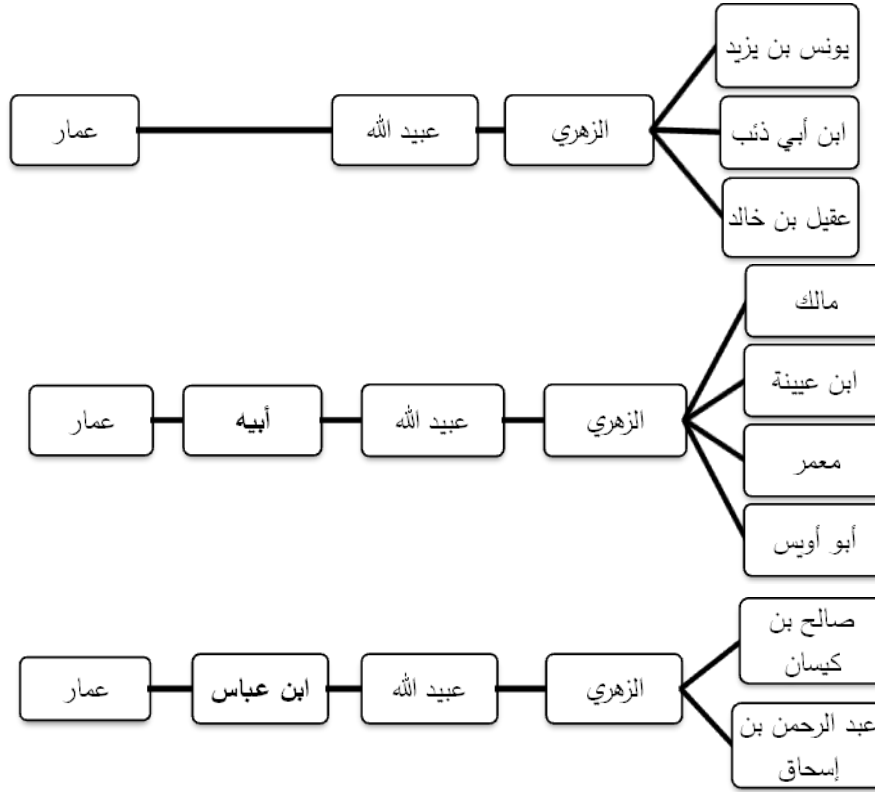 يونس بن يزيد
ابن أبي ذئب
الزهري
عبيد الله
عمار
عقيل بن خالد
مالك
ابن عيينة
الزهري
عبيد الله
أبيه
عمار
معمر
أبو أويس
صالح بن
كيسان
الزهري
عبيد الله
ابن عباس
عمار
عبد الرحمن بن
إسحاق